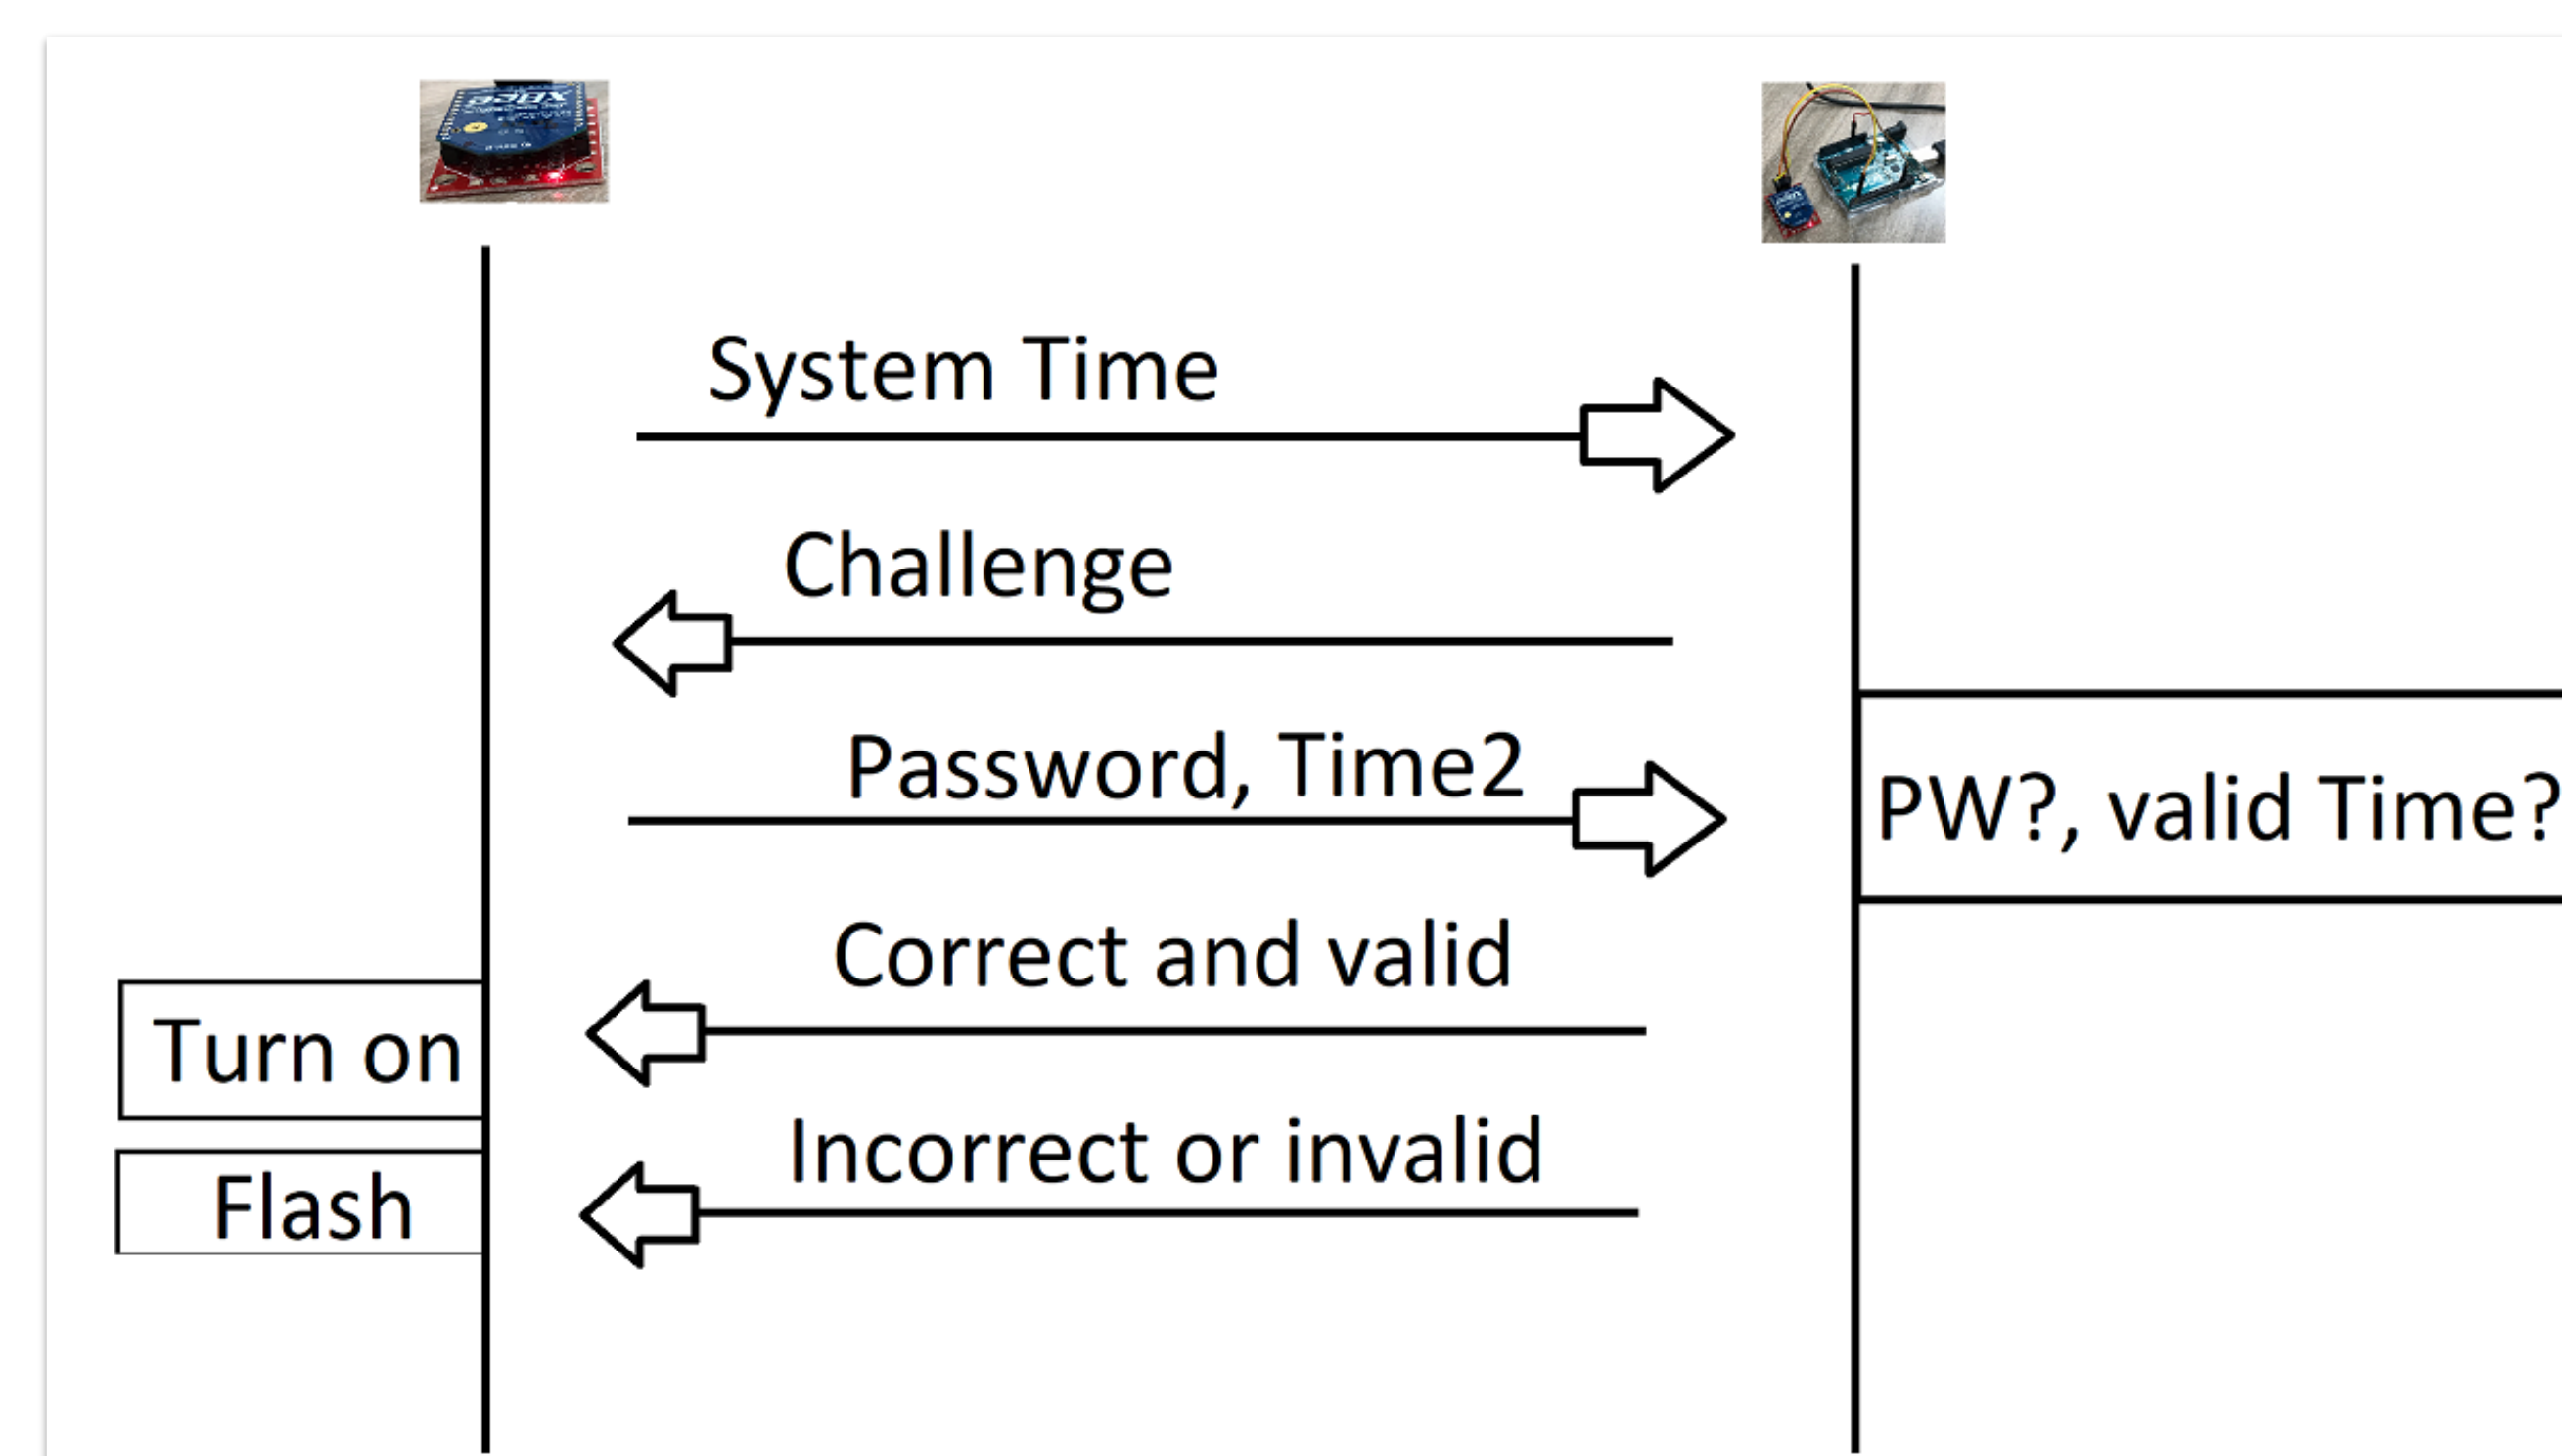 System Time
Challenge
Password, Time2
PW?, valid Time?
Correct and valid
Turn on
Incorrect or invalid
Flash